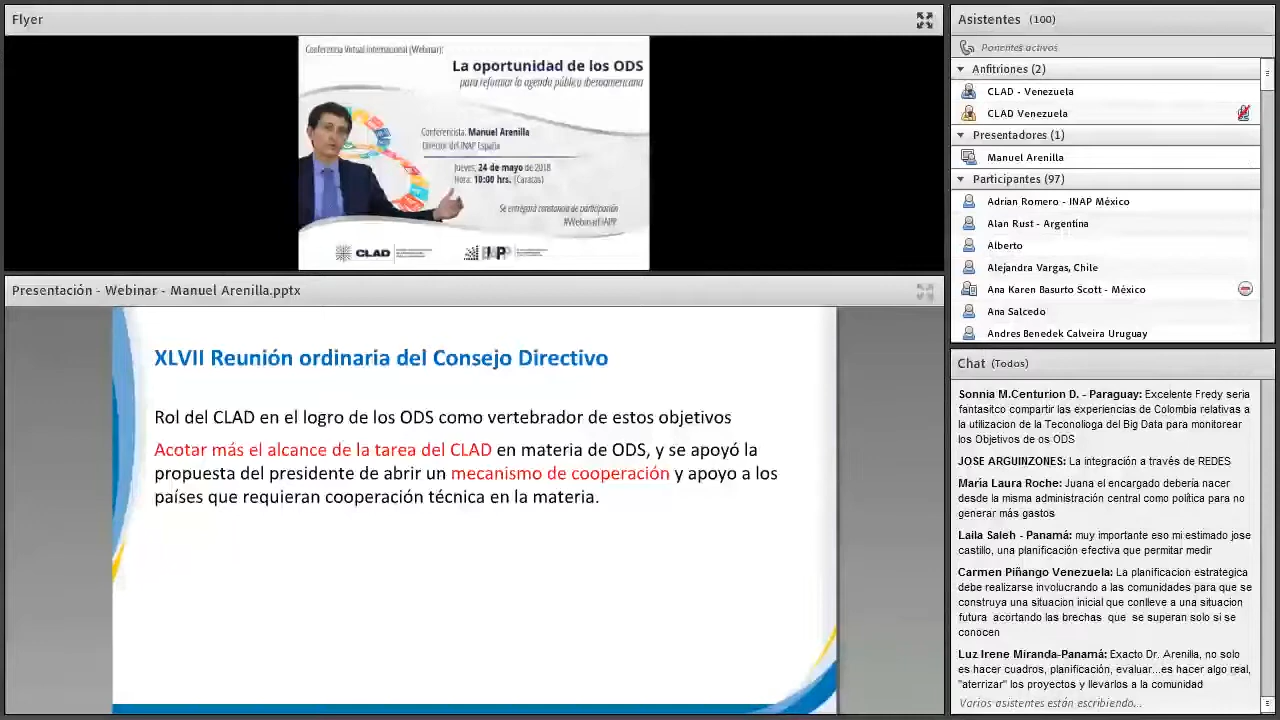 Flyer
Conferencia Virtual Internacional (Webinar):
La oportunidad de los ODS
para reformar la agenda pública iberoamericana
Conferencista: Manuel Arenilla
Director del INAP España
Jueves, 24 de mayo de 2018
Hora: 10:00 hrs. (Caracas)
Se entregará constancia de participación
CLAD
Presentación - Webinar - Manuel Arenilla.pptx
XLVII Reunión ordinaria del Consejo Directivo
Rol del CLAD en el logro de los ODS como vertebrador de estos objetivos
Acotar más el alcance de la tarea del CLAD en materia de ODS, y se apoyó la
propuesta del presidente de abrir un mecanismo de cooperación y apoyo a los
países que requieran cooperación técnica en la materia.
Asistentes (100)
Ponentes activos
Anfitriones (2)
CLAD - Venezuela
CLAD Venezuela
Presentadores (1)
Manuel Arenilla
Participantes (97)
Adriana - INAP México
Alan Rust - Argentina
Alberto
Alejandra Vargas, Chile
Ana Karen Basurto Scott - México
Ana Salcedo
Andres Benedek Calveira Uruguay
Chat (Todos)
Sonnia M.Centurion D. - Paraguay: Excelente Fredy seria
fantasitco compartir las experiencias de Colombia relativas a
la utilizacion de la Teconolioga del Big Data para monitorear
los Objetivos de os ODS
JOSE ARGUINZONES: La integración a través de REDES
María Laura Roche: Juana el encargado debería nacer
desde la misma administración central como política para no
generar más gastos
Laila Saleh - Panamá: muy importante eso mi estimado jose
castillo, una planificación efectiva que permitar medir
Carmen Piñango Venezuela: La planificacion estrategica
debe realizarse involucrando a las comunidades para que se
construya una situacion inicial que conlleve a una situacion
futura acortando las brechas que se superan solo si se
conocen
Luz Irene Miranda-Panamá: Exacto Dr. Arenilla, no solo
es hacer cuadros, planificación, evaluar...es hacer algo real,
"aterrizar" los proyectos y llevarlos a la comunidad
Varios asistentes están escribiendo...